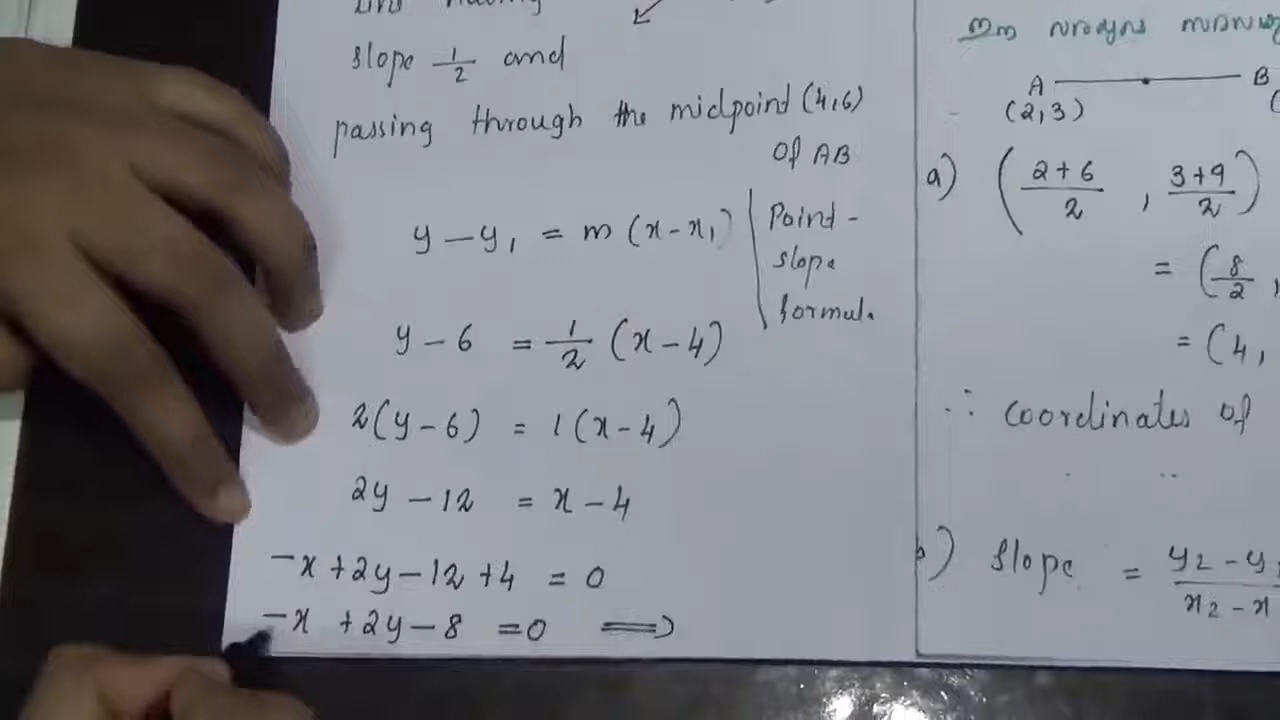 slope 1/2 and
passing through the midpoint (4,6)
Of AB
y - y₁ = m (x - x₁)
Point -
slope
formula
y - 6 = 1/2 (x - 4)
2(y - 6) = 1(x - 4)
2y - 12 = x - 4
-x + 2y - 12 + 4 = 0
-x + 2y - 8 = 0 ⟹
A B
(2,3) (
a) ( 2+6/2 , 3+9/2 )
= ( 8/2 ,
= (4,
∴ coordinates of
b) slope = y₂ - y / x₂ - x